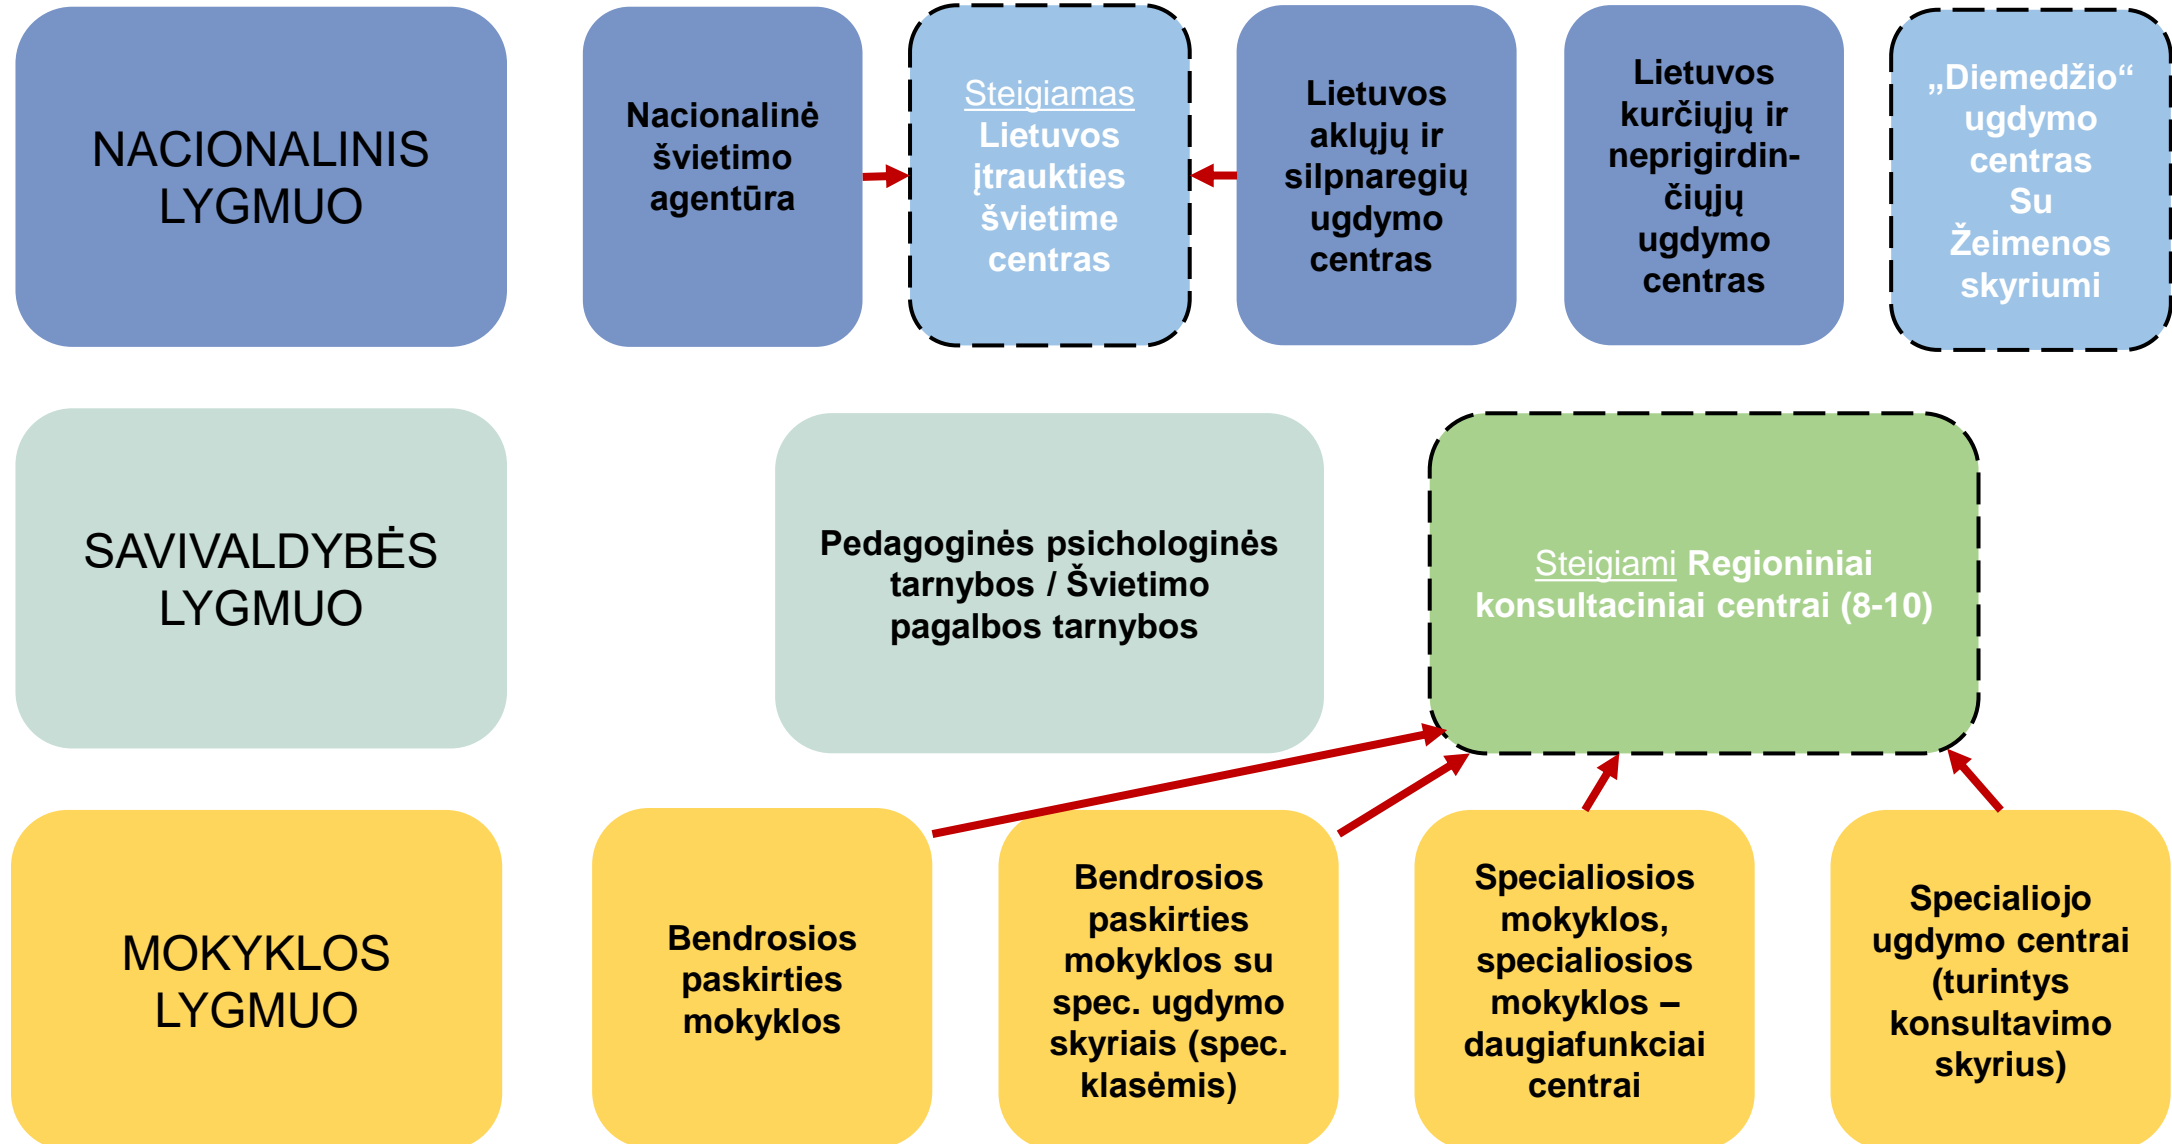 NACIONALINIS
LYGMUO
Nacionalinė
švietimo
agentūra
Steigiamas
Lietuvos
įtraukties
švietime
centras
Lietuvos
aklųjų ir
silpnaregių
ugdymo
centras
Lietuvos
kurčiųjų ir
neprigirdin-
čiųjų
ugdymo
centras
„Diemedžio“
ugdymo
centras
Su
Žeimenos
skyriumi
SAVIVALDYBĖS
LYGMUO
Pedagoginės psichologinės
tarnybos / Švietimo
pagalbos tarnybos
Steigiami Regioniniai
konsultaciniai centrai (8-10)
MOKYKLOS
LYGMUO
Bendrosios
paskirties
mokyklos
Bendrosios
paskirties
mokyklos su
spec. ugdymo
skyriais (spec.
klasėmis)
Specialiosios
mokyklos,
specialiosios
mokyklos –
daugiafunkciai
centrai
Specialiojo
ugdymo centrai
(turintys
konsultavimo
skyrius)